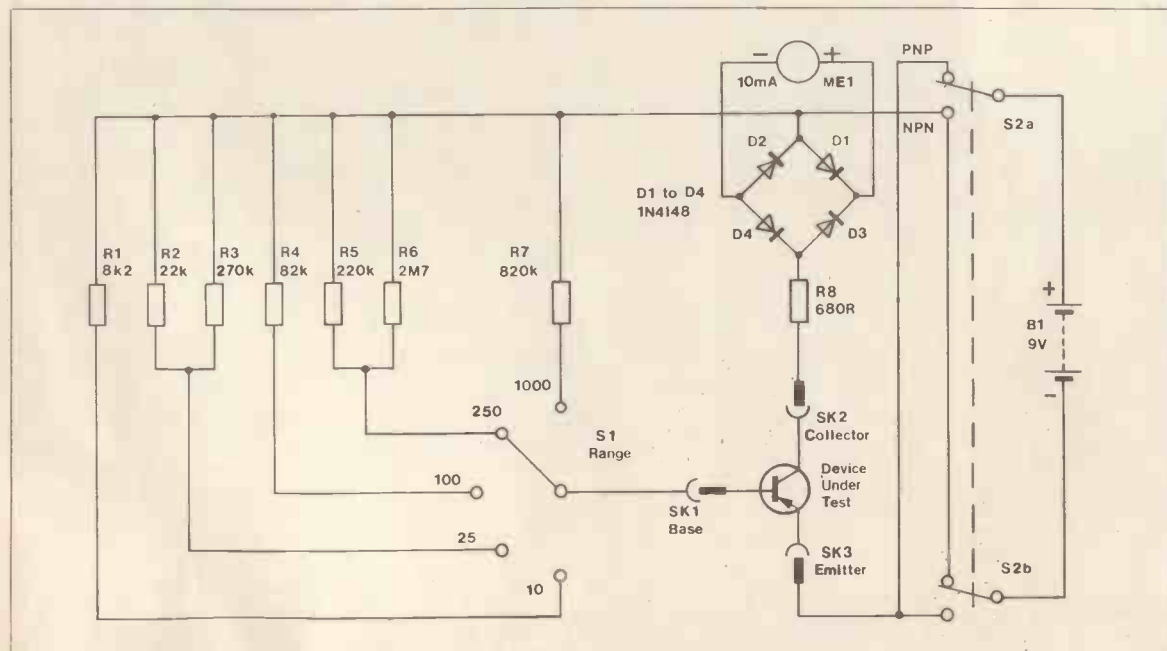 PNP
− +
10mA ME1
NPN
S2a
D2 D1
D1 to D4
1N4148
D4 D3
R1
8k2
R2
22k
R3
270k
R4
82k
R5
220k
R6
2M7
R7
820k
R8
680R
+
B1
9V
-
1000
250
S1
Range
100
25
10
SK2
Collector
SK1
Base
Device
Under
Test
SK3
Emitter
S2b